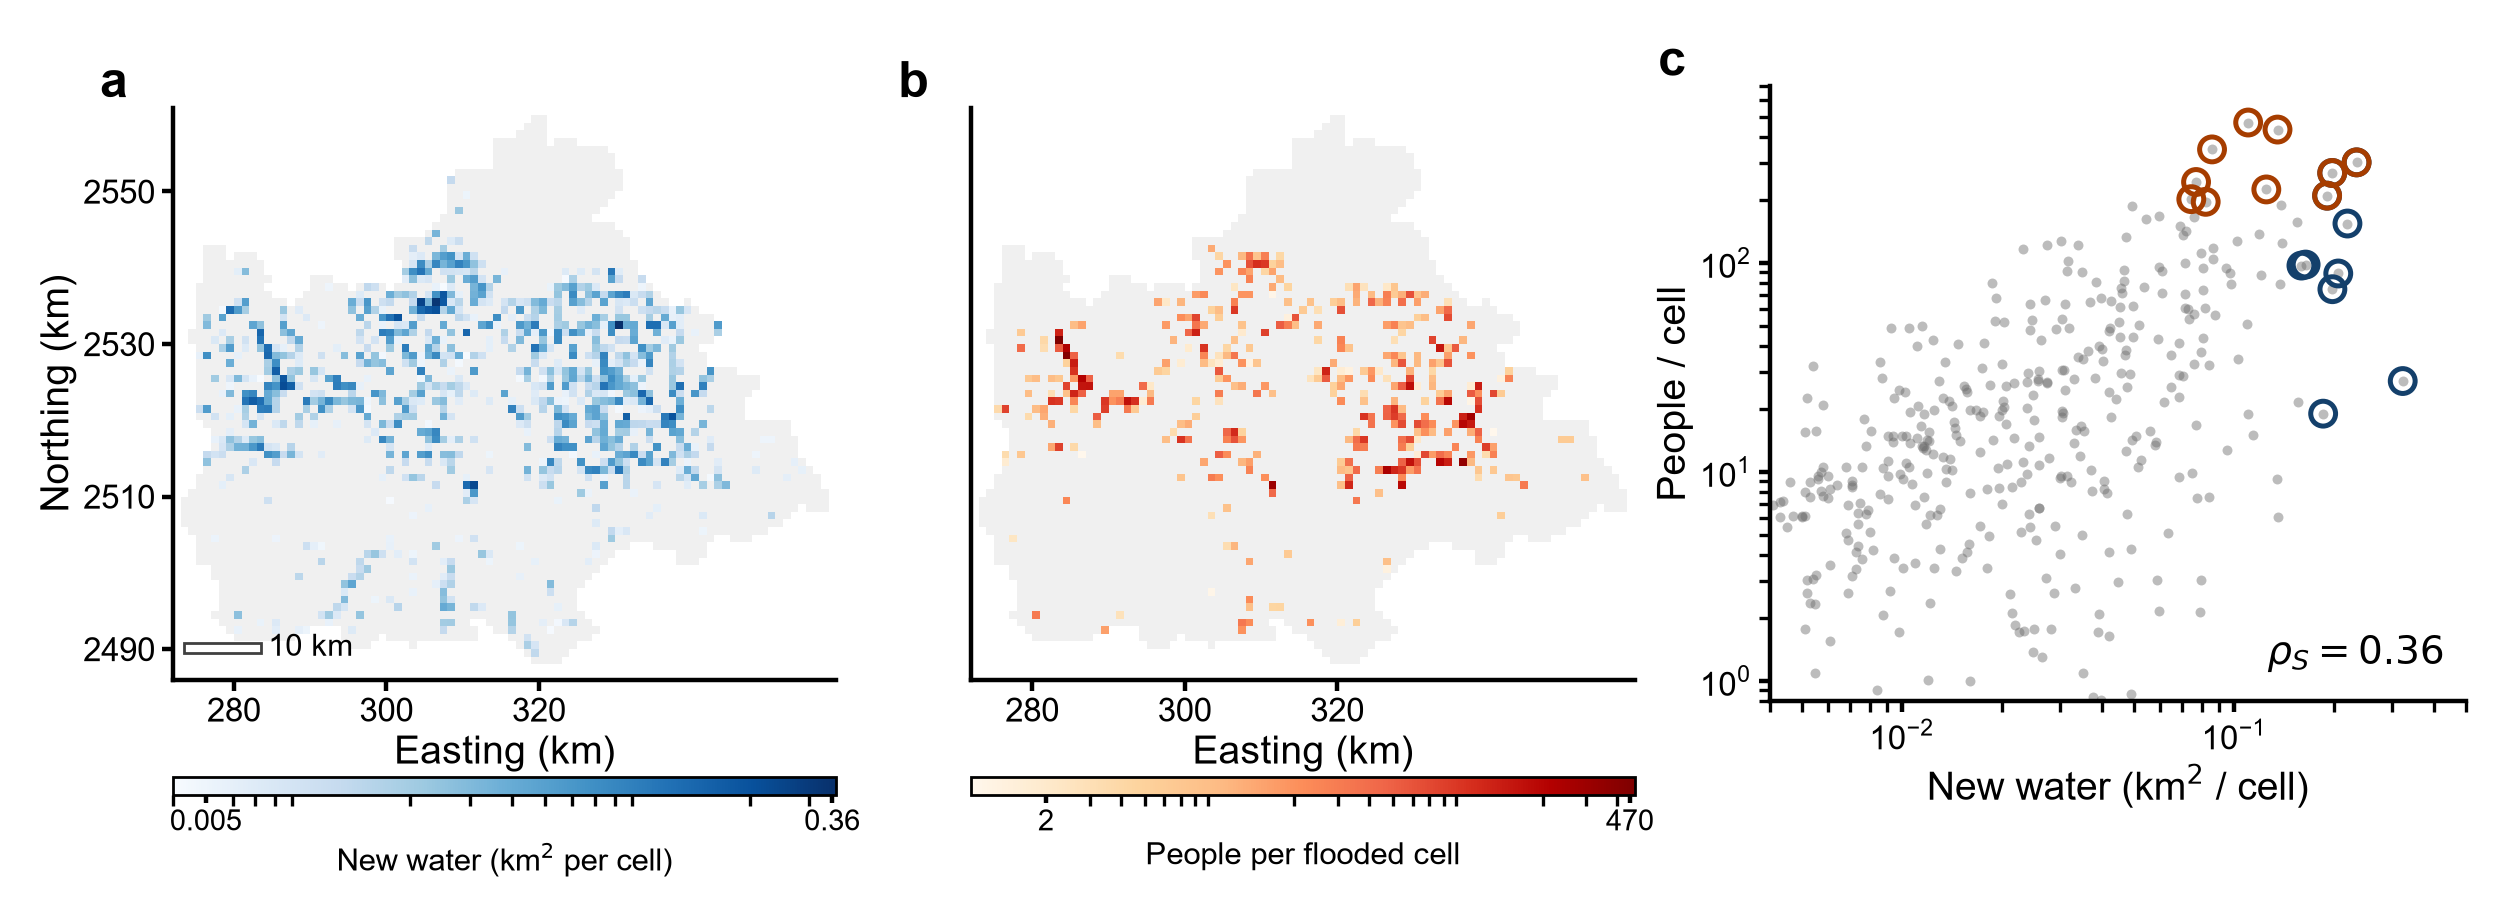 a
2550
2530
2510
2490
Northing (km)
10 km
280 300 320
Easting (km)
0.005 0.36
New water (km² per cell)
b
280 300 320
Easting (km)
2 470
People per flooded cell
c
10²
10¹
10⁰
People / cell
ρS = 0.36
10⁻² 10⁻¹
New water (km² / cell)